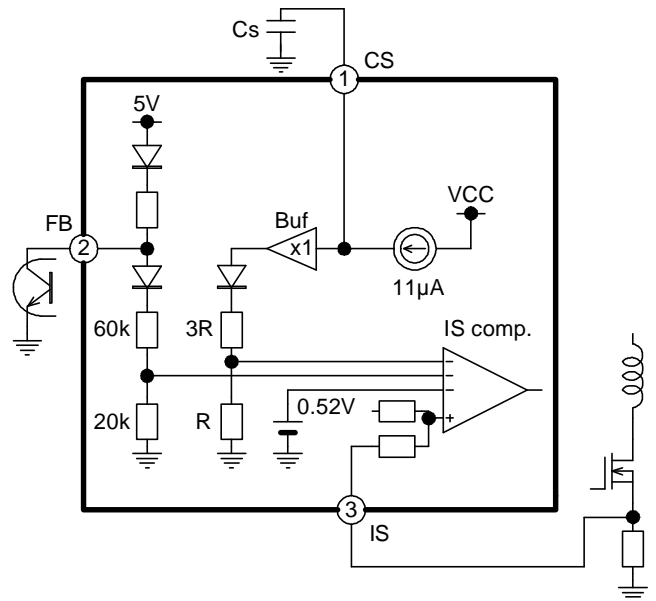 Cs
1
CS
5V
VCC
FB
2
Buf
x1
11µA
60k
3R
IS comp.
20k
R
0.52V
−
−
−
+
3
IS